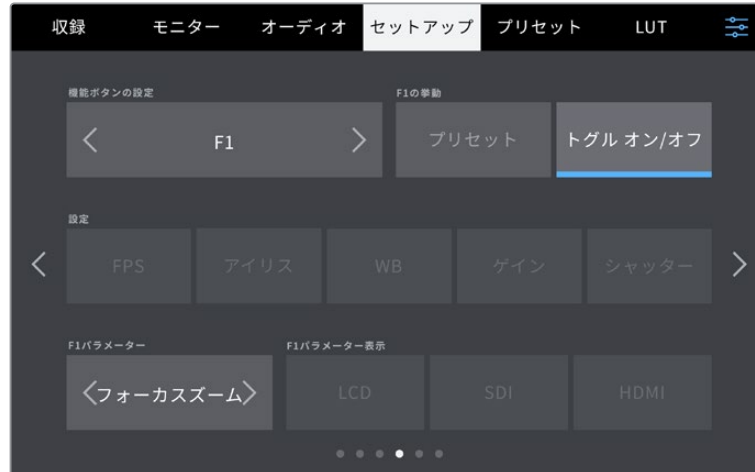 収録 モニター オーディオ セットアップ プリセット LUT
機能ボタンの設定 F1の挙動
F1 プリセット トグル オン/オフ
設定
FPS アイリス WB ゲイン シャッター
F1パラメーター F1パラメーター表示
フォーカスズーム LCD SDI HDMI